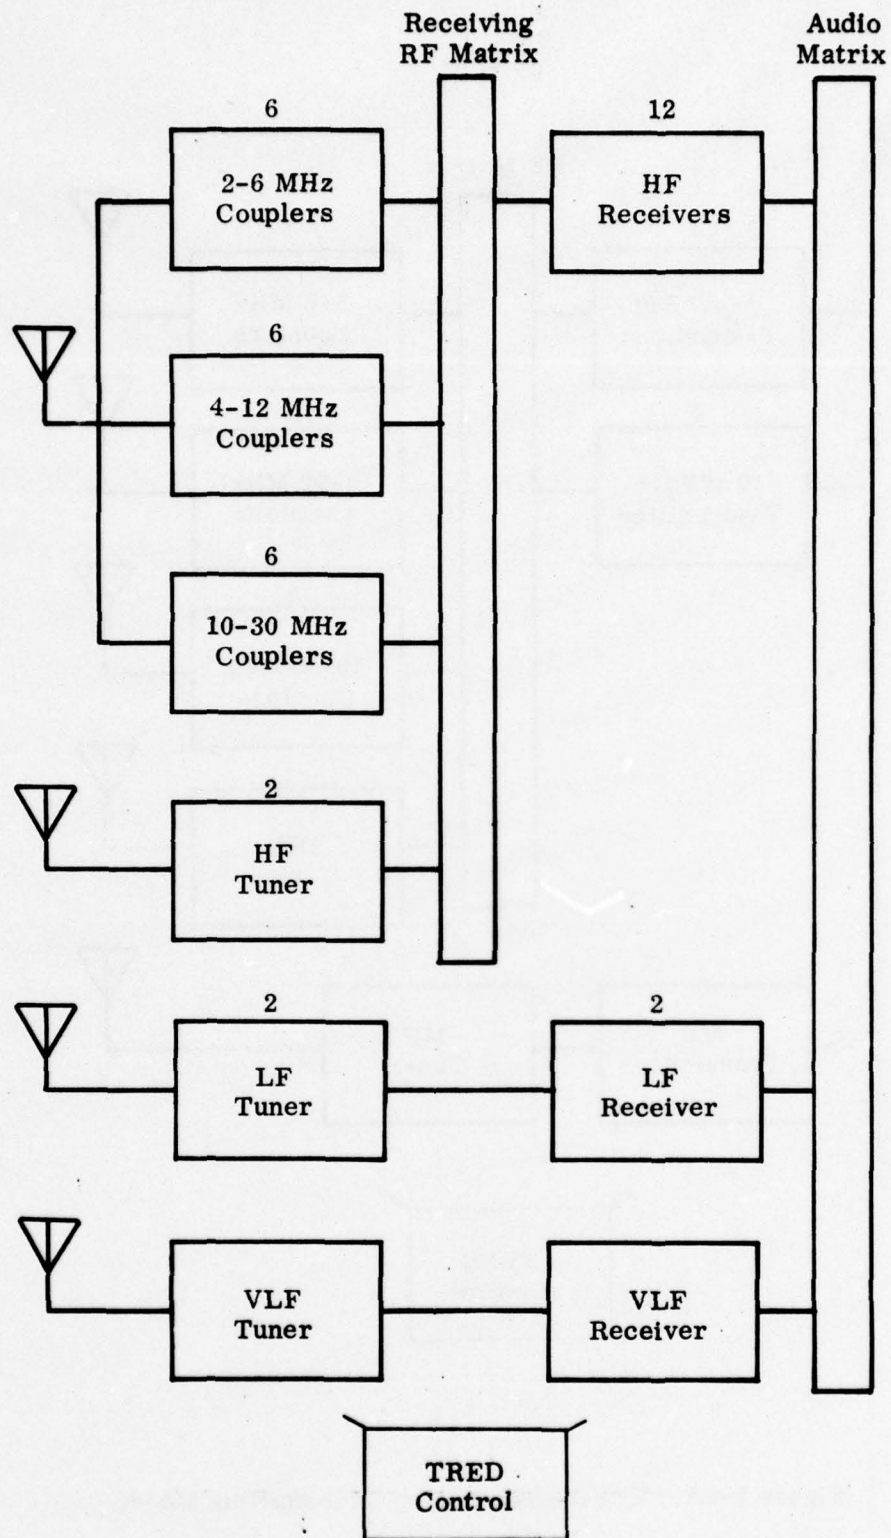 Receiving
RF Matrix
Audio
Matrix
6
2-6 MHz
Couplers
12
HF
Receivers
6
4-12 MHz
Couplers
6
10-30 MHz
Couplers
2
HF
Tuner
2
LF
Tuner
2
LF
Receiver
VLF
Tuner
VLF
Receiver
TRED
Control